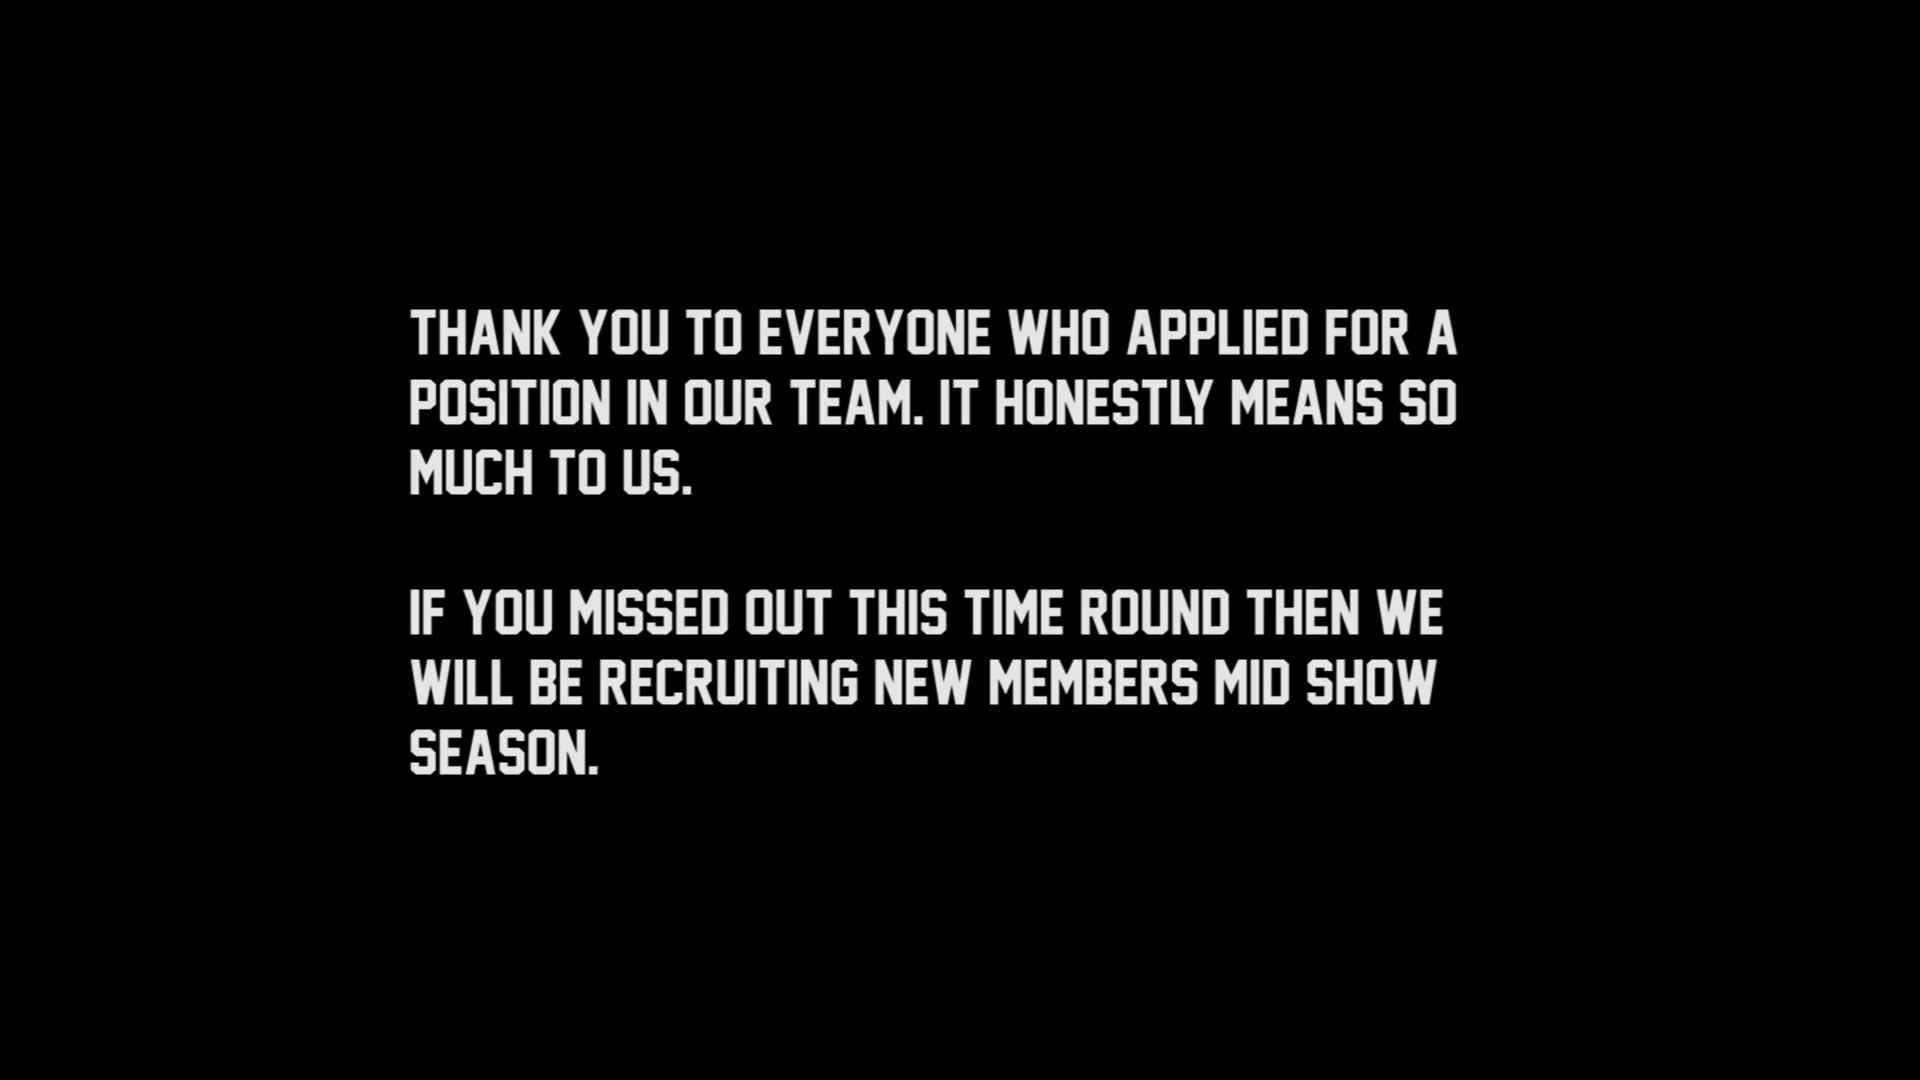 THANK YOU TO EVERYONE WHO APPLIED FOR A
POSITION IN OUR TEAM. IT HONESTLY MEANS SO
MUCH TO US.
IF YOU MISSED OUT THIS TIME ROUND THEN WE
WILL BE RECRUITING NEW MEMBERS MID SHOW
SEASON.